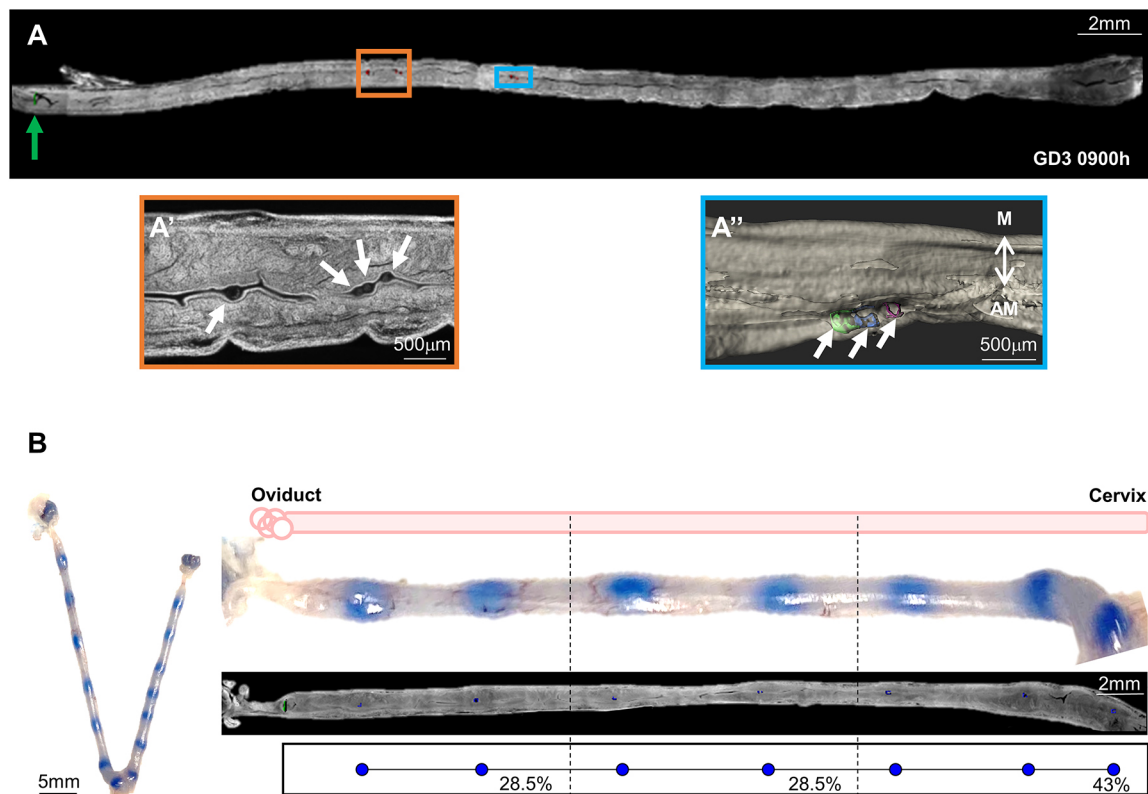 A
2mm
GD3 0900h
A’
500μm
A’’
M
AM
500μm
B
Oviduct
Cervix
2mm
5mm
28.5%
28.5%
43%